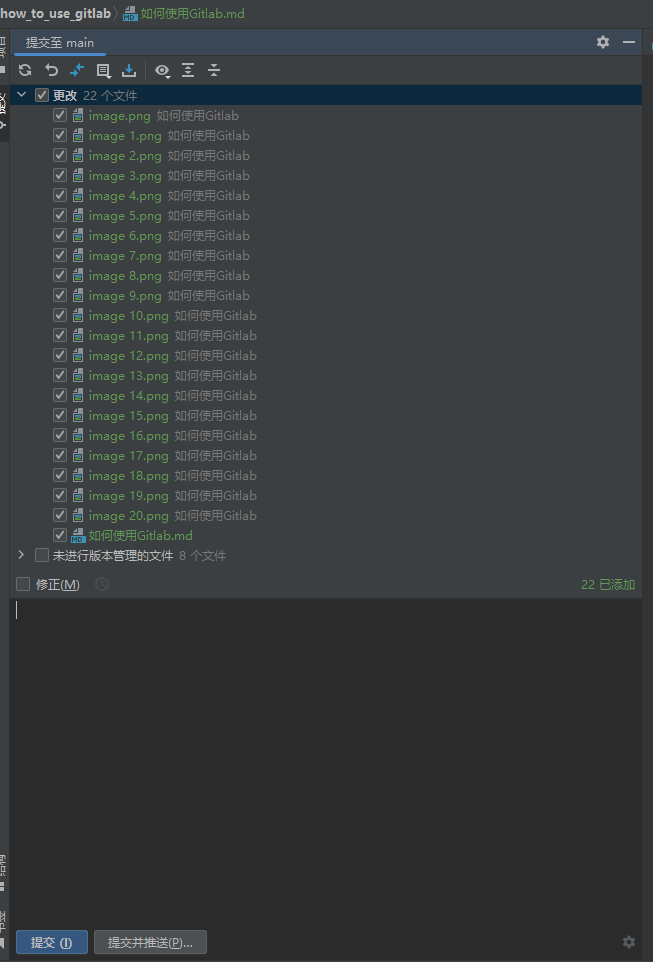 how_to_use_gitlab 如何使用Gitlab.md
提交至 main
更改 22 个文件
image.png 如何使用Gitlab
image 1.png 如何使用Gitlab
image 2.png 如何使用Gitlab
image 3.png 如何使用Gitlab
image 4.png 如何使用Gitlab
image 5.png 如何使用Gitlab
image 6.png 如何使用Gitlab
image 7.png 如何使用Gitlab
image 8.png 如何使用Gitlab
image 9.png 如何使用Gitlab
image 10.png 如何使用Gitlab
image 11.png 如何使用Gitlab
image 12.png 如何使用Gitlab
image 13.png 如何使用Gitlab
image 14.png 如何使用Gitlab
image 15.png 如何使用Gitlab
image 16.png 如何使用Gitlab
image 17.png 如何使用Gitlab
image 18.png 如何使用Gitlab
image 19.png 如何使用Gitlab
image 20.png 如何使用Gitlab
如何使用Gitlab.md
未进行版本管理的文件 8 个文件
修正(M) 22 已添加
提交 (I) 提交并推送(P)...